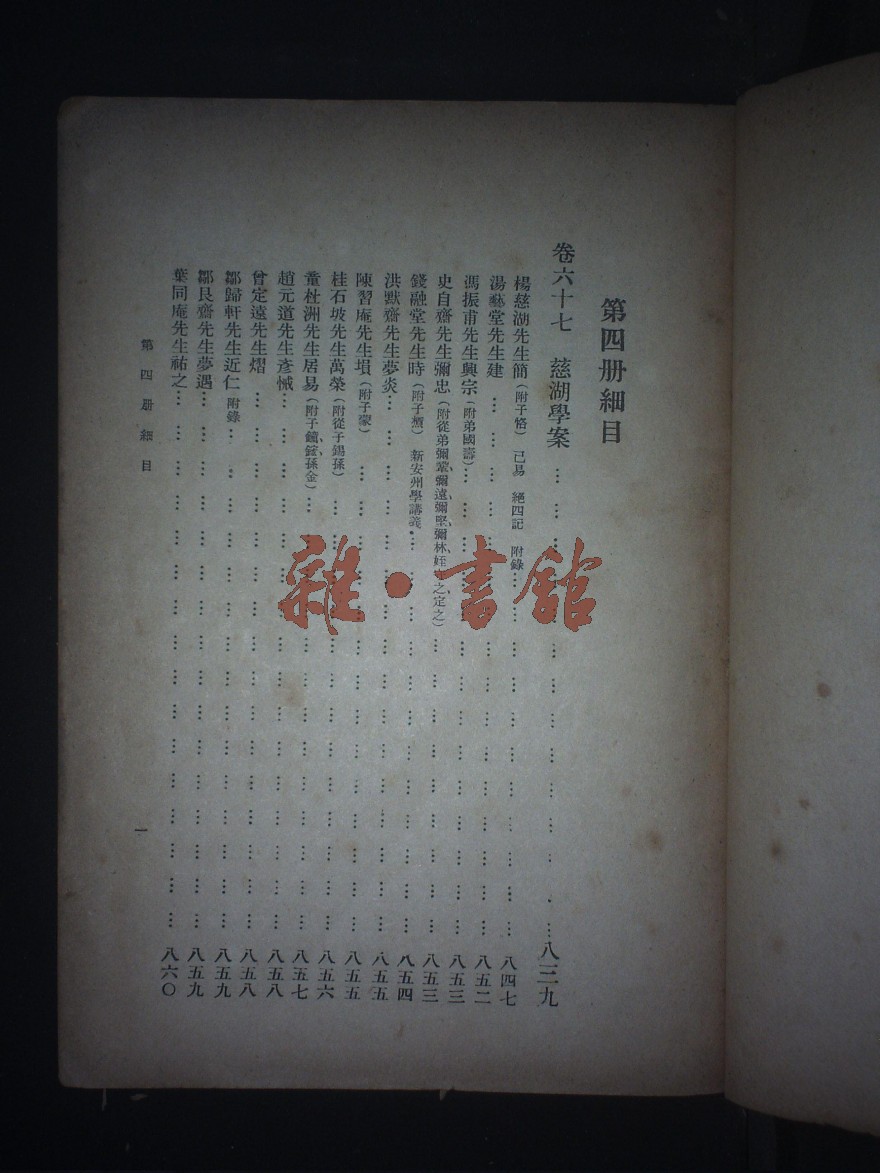 第四册細目
卷六十七 慈湖學案……八三九
楊慈湖先生簡（附子恪） 己易 絕四記 附錄……八四七
湯藝堂先生建……八五二
馮振甫先生興宗（附弟國壽）……八五三
史自齋先生彌忠（附從弟彌鞏、彌遠、彌堅、彌林、姪之定之）……八五三
錢融堂先生時（附子槱） 新安州學講義……八五四
洪默齋先生夢炎……八五五
陳習庵先生塤（附子蒙）……八五五
桂石坡先生萬榮（附從子錫孫）……八五六
童杜洲先生居易（附子鐘、鋐、孫金）……八五七
趙元道先生彥悈……八五八
曾定遠先生熠……八五八
鄒歸軒先生近仁 附錄……八五九
鄒艮齋先生夢遇……八五九
葉同庵先生祐之……八六〇
第四册細目
一
雜·書館